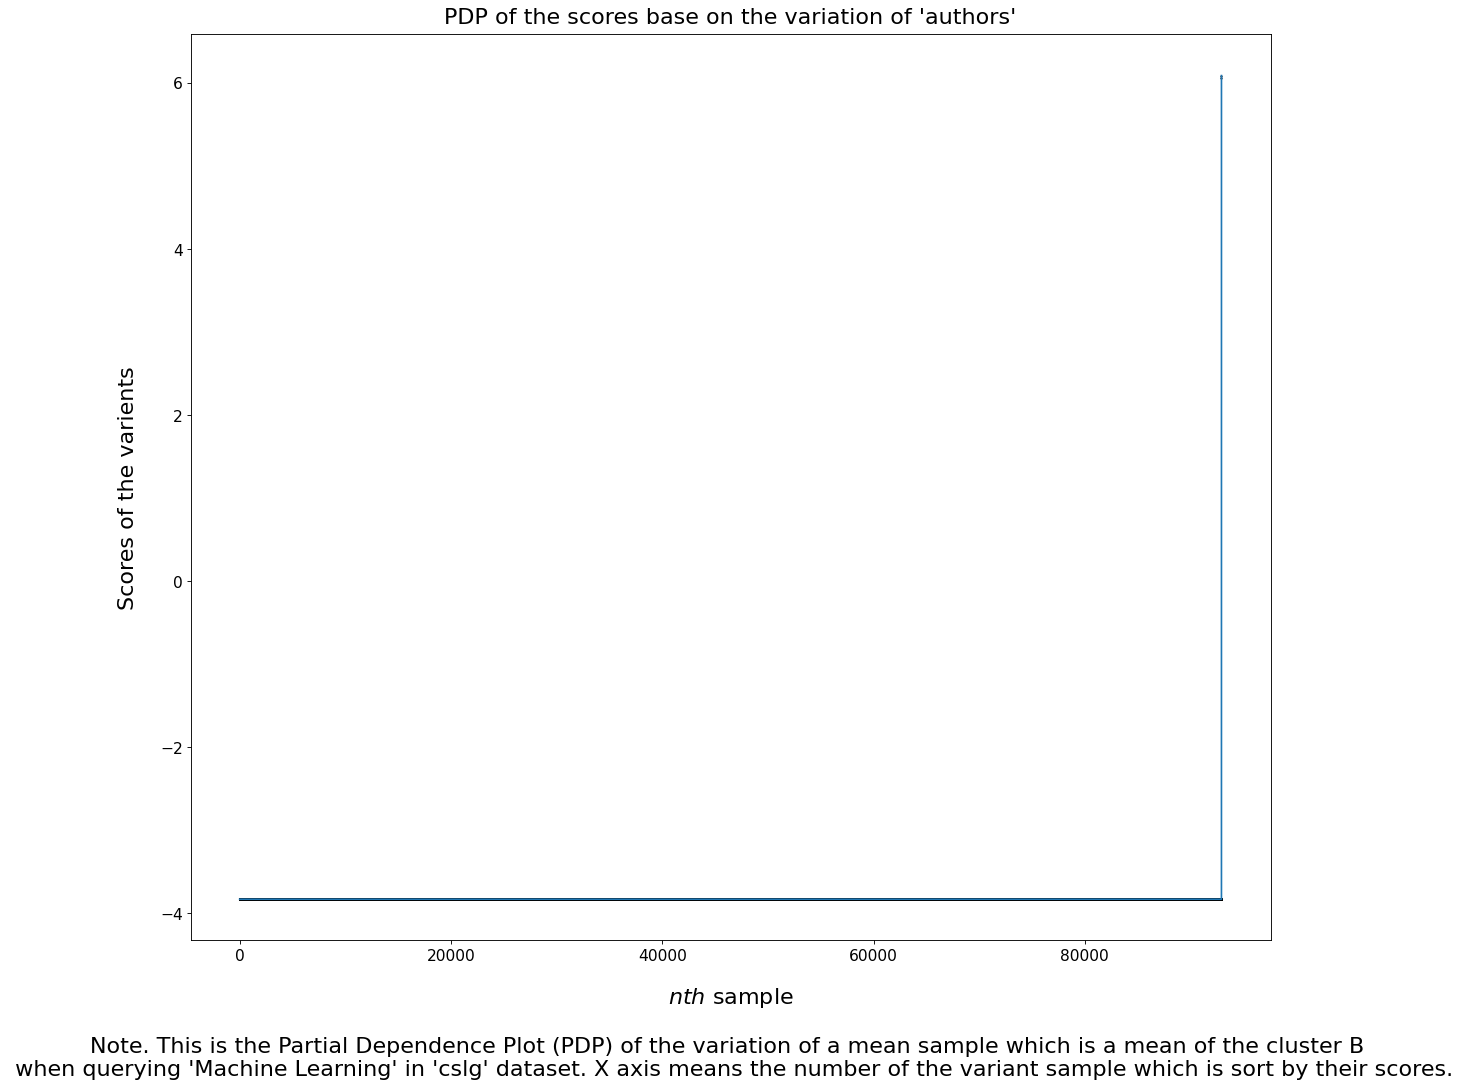 PDP of the scores base on the variation of 'authors'
6
4
2
0
−2
−4
Scores of the varients
0 20000 40000 60000 80000
nth sample
Note. This is the Partial Dependence Plot (PDP) of the variation of a mean sample which is a mean of the cluster B
when querying 'Machine Learning' in 'cslg' dataset. X axis means the number of the variant sample which is sort by their scores.